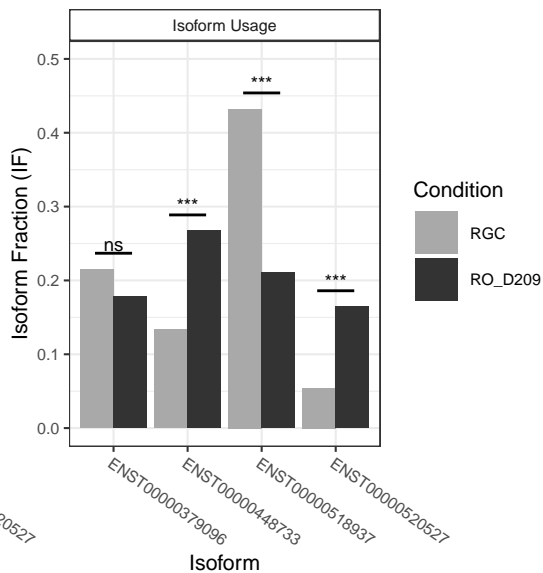 Isoform Usage
0.5
0.4
0.3
0.2
0.1
0.0
Isoform Fraction (IF)
ns
***
***
***
Condition
RGC
RO_D209
20527
ENST00000379096
ENST00000448733
ENST00000518937
ENST00000520527
Isoform